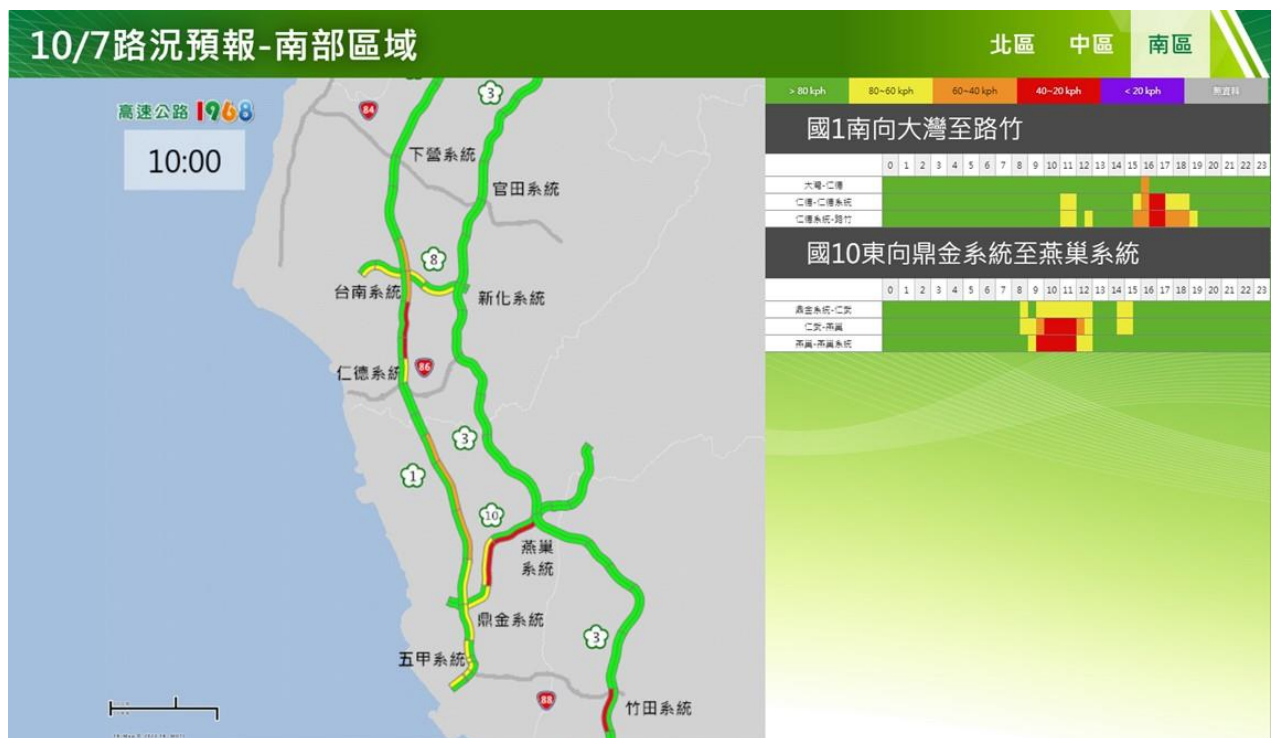 10/7路況預報-南部區域
北區 中區 南區
高速公路 1968
10:00
3
84
下營系統
官田系統
8
台南系統
新化系統
86
仁德系統
3
1
10
燕巢
系統
鼎金系統
3
五甲系統
88
竹田系統
> 80 kph 80~60 kph 60~40 kph 40~20 kph < 20 kph 無資料
國1南向大灣至路竹
0 1 2 3 4 5 6 7 8 9 10 11 12 13 14 15 16 17 18 19 20 21 22 23
大灣-仁德
仁德-仁德系統
仁德系統-路竹
國10東向鼎金系統至燕巢系統
0 1 2 3 4 5 6 7 8 9 10 11 12 13 14 15 16 17 18 19 20 21 22 23
鼎金系統-仁武
仁武-燕巢
燕巢-燕巢系統